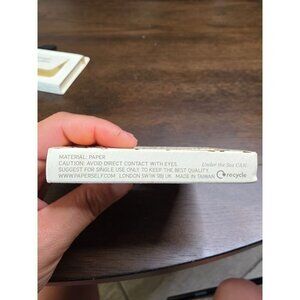 MATERIAL: PAPER
CAUTION: AVOID DIRECT CONTACT WITH EYES.
SUGGEST FOR SINGLE USE ONLY TO KEEP THE BEST QUALITY.
WWW.PAPERSELF.COM LONDON SW1H 9BJ UK MADE IN TAIWAN
Under the Sea
recycle